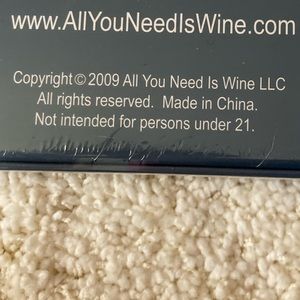 www.AllYouNeedIsWine.com
Copyright © 2009 All You Need Is Wine LLC
All rights reserved. Made in China.
Not intended for persons under 21.